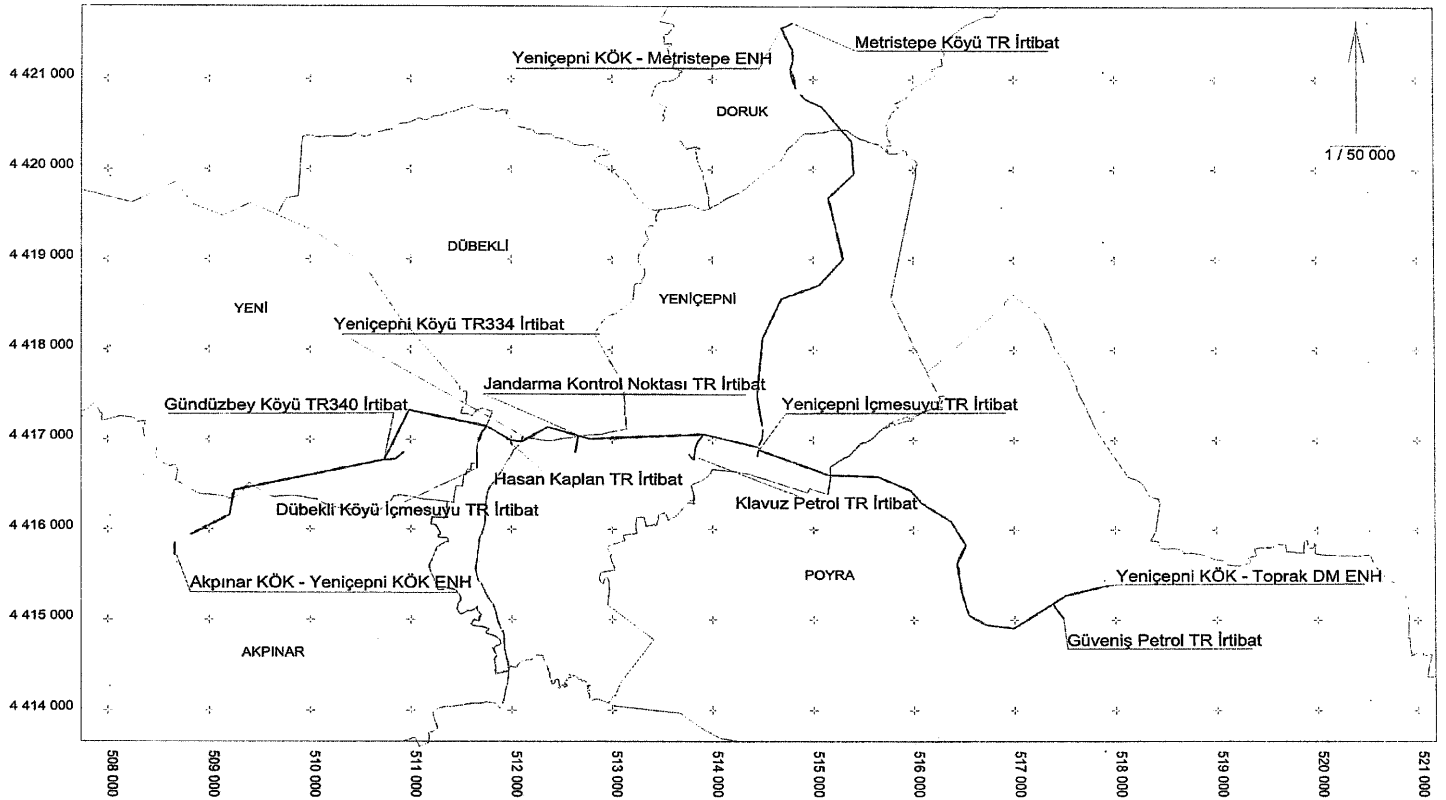 Yeniçepni KÖK - Metristepe ENH
Metristepe Köyü TR İrtibat
4 421 000
DORUK
1 / 50 000
4 420 000
DÜBEKLİ
4 419 000
YENİ
YENİÇEPNİ
Yeniçepni Köyü TR334 İrtibat
4 418 000
Jandarma Kontrol Noktası TR İrtibat
Gündüzbey Köyü TR340 İrtibat
Yeniçepni İçmesuyu TR İrtibat
4 417 000
Hasan Kaplan TR İrtibat
Dübekli Köyü İçmesuyu TR İrtibat
Klavuz Petrol TR İrtibat
4 416 000
Akpınar KÖK - Yeniçepni KÖK ENH
POYRA
Yeniçepni KÖK - Toprak DM ENH
4 415 000
Güveniş Petrol TR İrtibat
AKPINAR
4 414 000
508 000
509 000
510 000
511 000
512 000
513 000
514 000
515 000
516 000
517 000
518 000
519 000
520 000
521 000